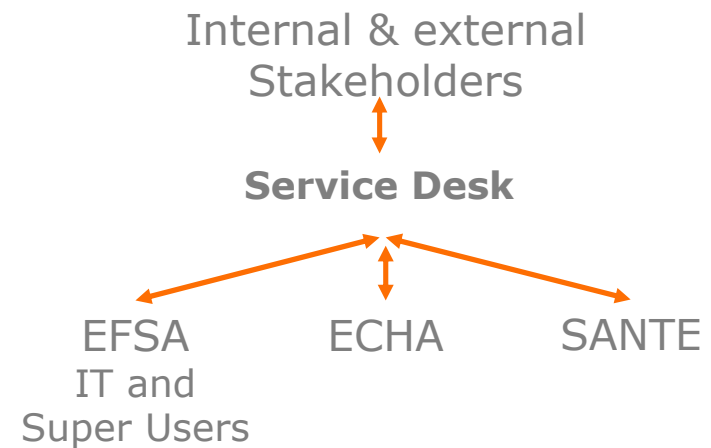 Internal & external
Stakeholders
Service Desk
EFSA ECHA SANTE
IT and
Super Users